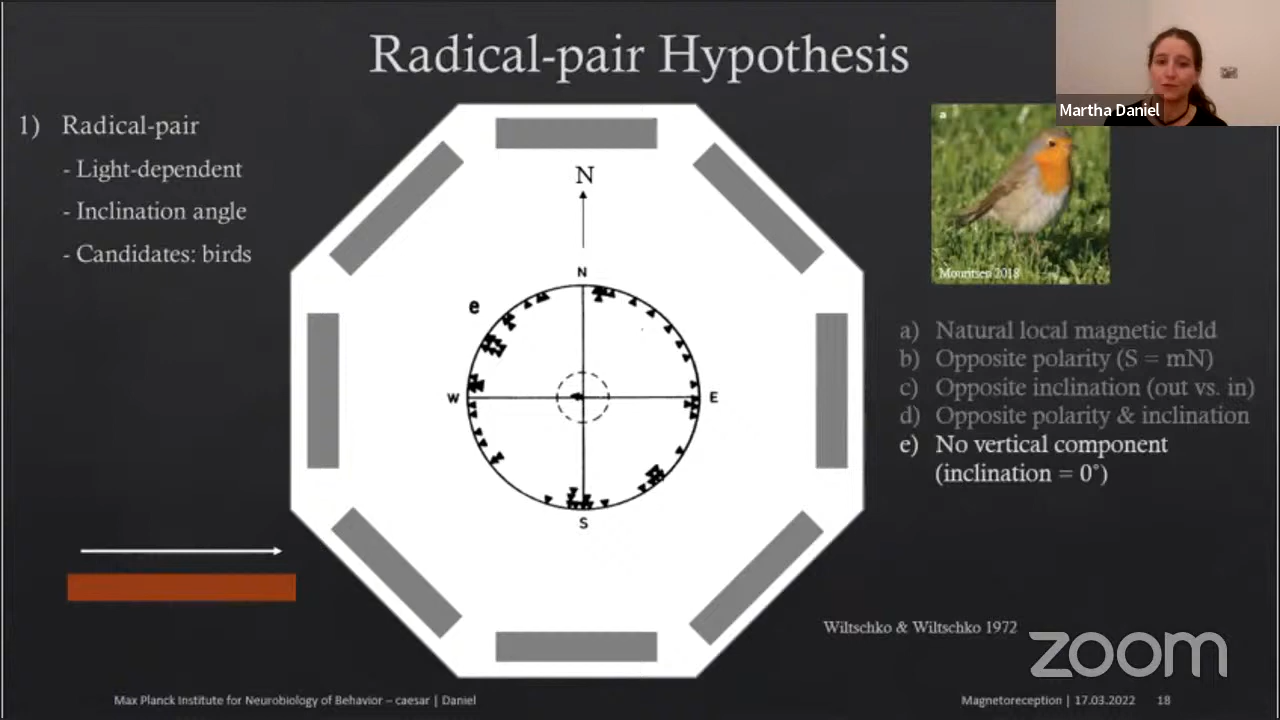 Radical-pair Hypothesis
Martha Daniel
1) Radical-pair
- Light-dependent
- Inclination angle
- Candidates: birds
N
N
e
W
E
S
a
Mouritsen 2018
a) Natural local magnetic field
b) Opposite polarity (S = mN)
c) Opposite inclination (out vs. in)
d) Opposite polarity & inclination
e) No vertical component
(inclination = 0°)
Wiltschko & Wiltschko 1972
zoom
Max Planck Institute for Neurobiology of Behavior – caesar | Daniel
Magnetoreception | 17.03.2022 18